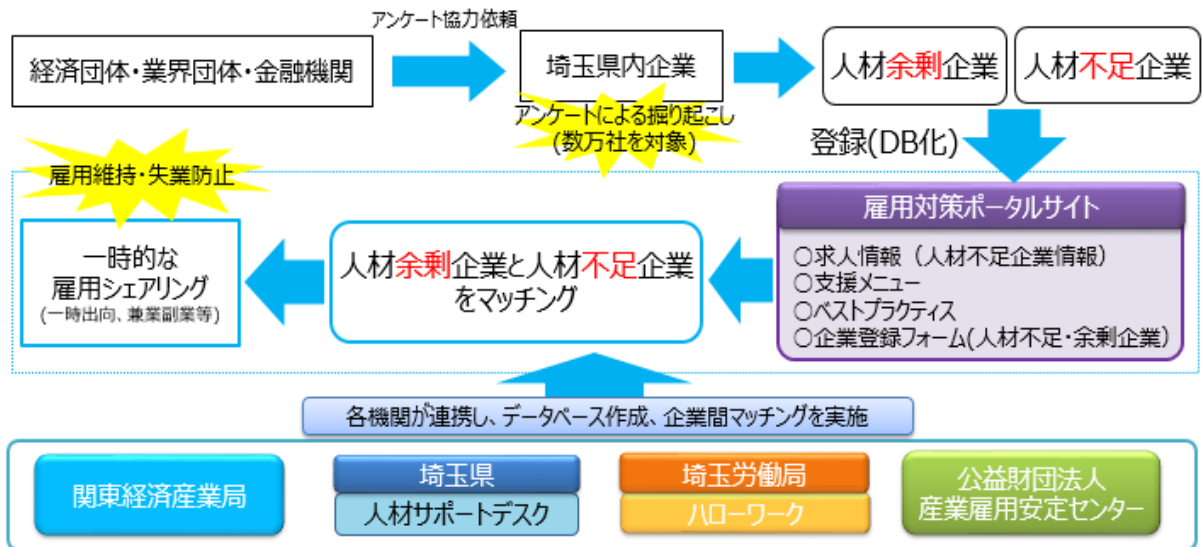 アンケート協力依頼
経済団体・業界団体・金融機関
埼玉県内企業
人材余剰企業
人材不足企業
アンケートによる掘り起こし
(数万社を対象)
登録(DB化)
雇用維持・失業防止
雇用対策ポータルサイト
○求人情報（人材不足企業情報）
○支援メニュー
○ベストプラクティス
○企業登録フォーム(人材不足・余剰企業）
人材余剰企業と人材不足企業
をマッチング
一時的な
雇用シェアリング
(一時出向、兼業副業等)
各機関が連携し、データベース作成、企業間マッチングを実施
関東経済産業局
埼玉県
人材サポートデスク
埼玉労働局
ハローワーク
公益財団法人
産業雇用安定センター